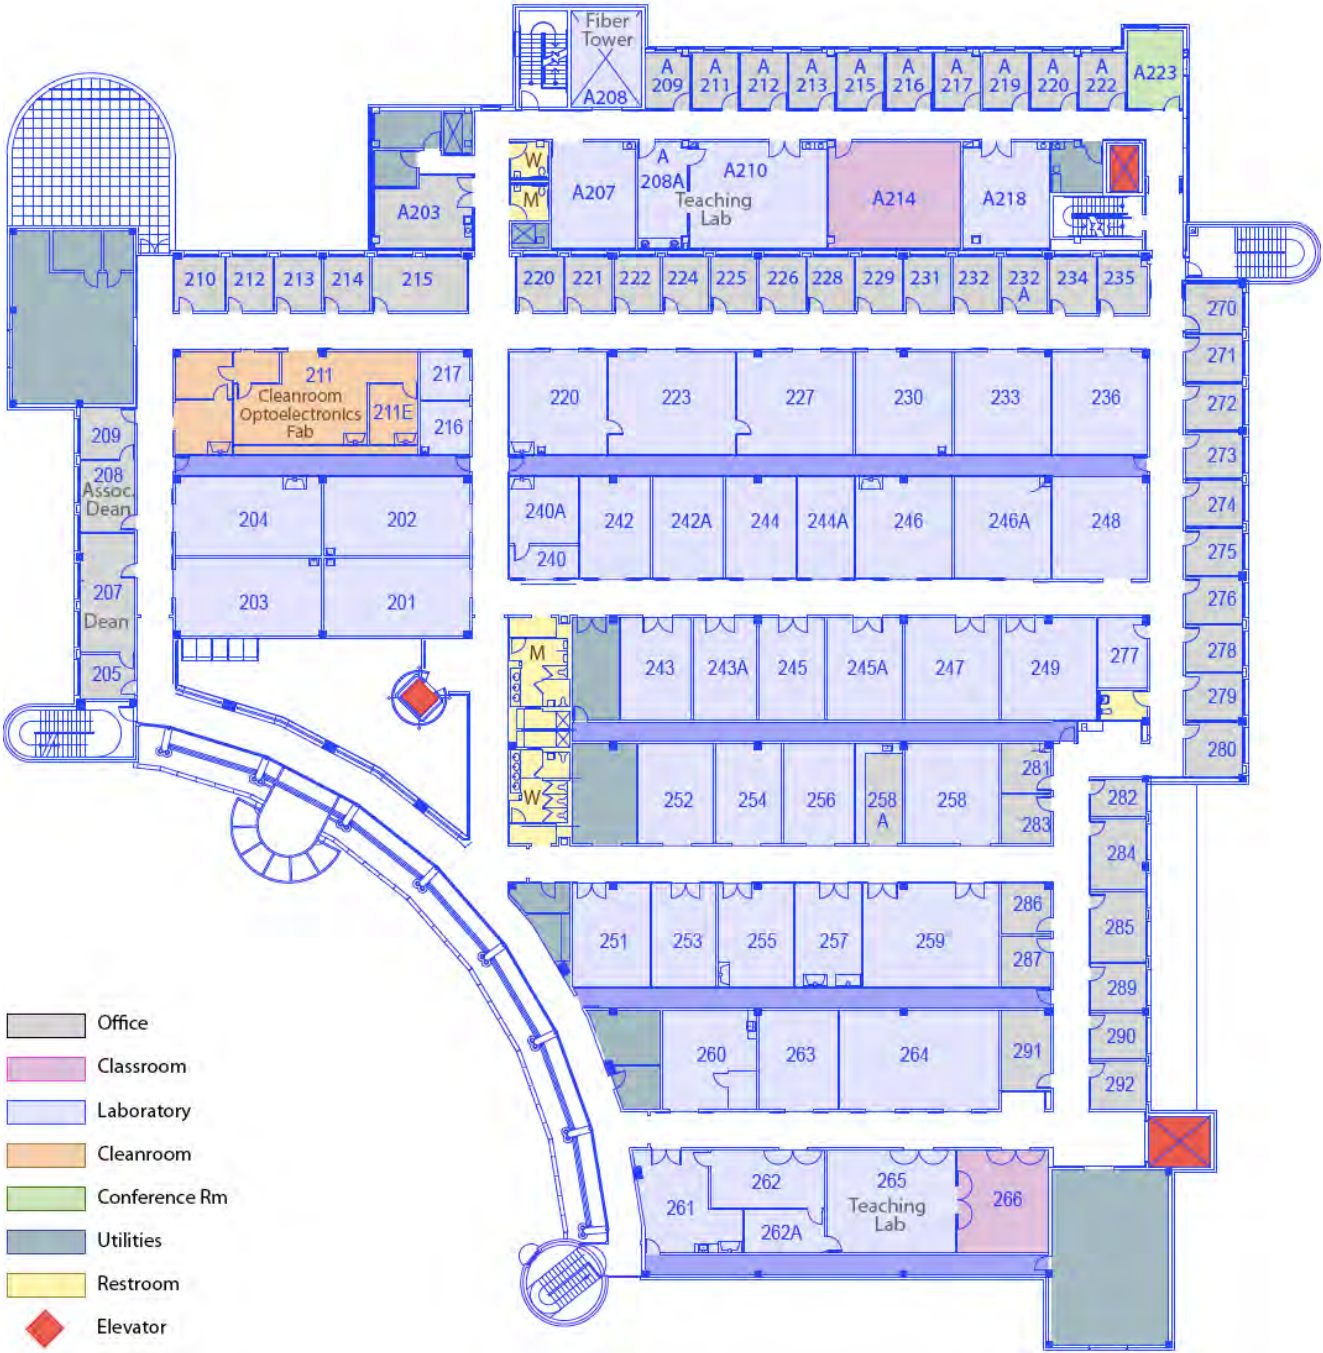 Fiber
Tower
A208
A
209
A
211
A
212
A
213
A
215
A
216
A
217
A
219
A
220
A
222
A223
W
M
A203
A207
A
208A
A210
Teaching
Lab
A214
A218
210
212
213
214
215
220
221
222
224
225
226
228
229
231
232
232
A
234
235
270
271
272
273
274
275
276
278
279
280
211
Cleanroom
Optoelectronics
Fab
211E
217
216
220
223
227
230
233
236
209
208
Assoc.
Dean
207
Dean
205
204
202
203
201
240A
240
242
242A
244
244A
246
246A
248
M
243
243A
245
245A
247
249
277
W
252
254
256
258
A
258
281
283
282
284
285
289
290
292
251
253
255
257
259
286
287
260
263
264
291
261
262
262A
265
Teaching
Lab
266
Office
Classroom
Laboratory
Cleanroom
Conference Rm
Utilities
Restroom
Elevator